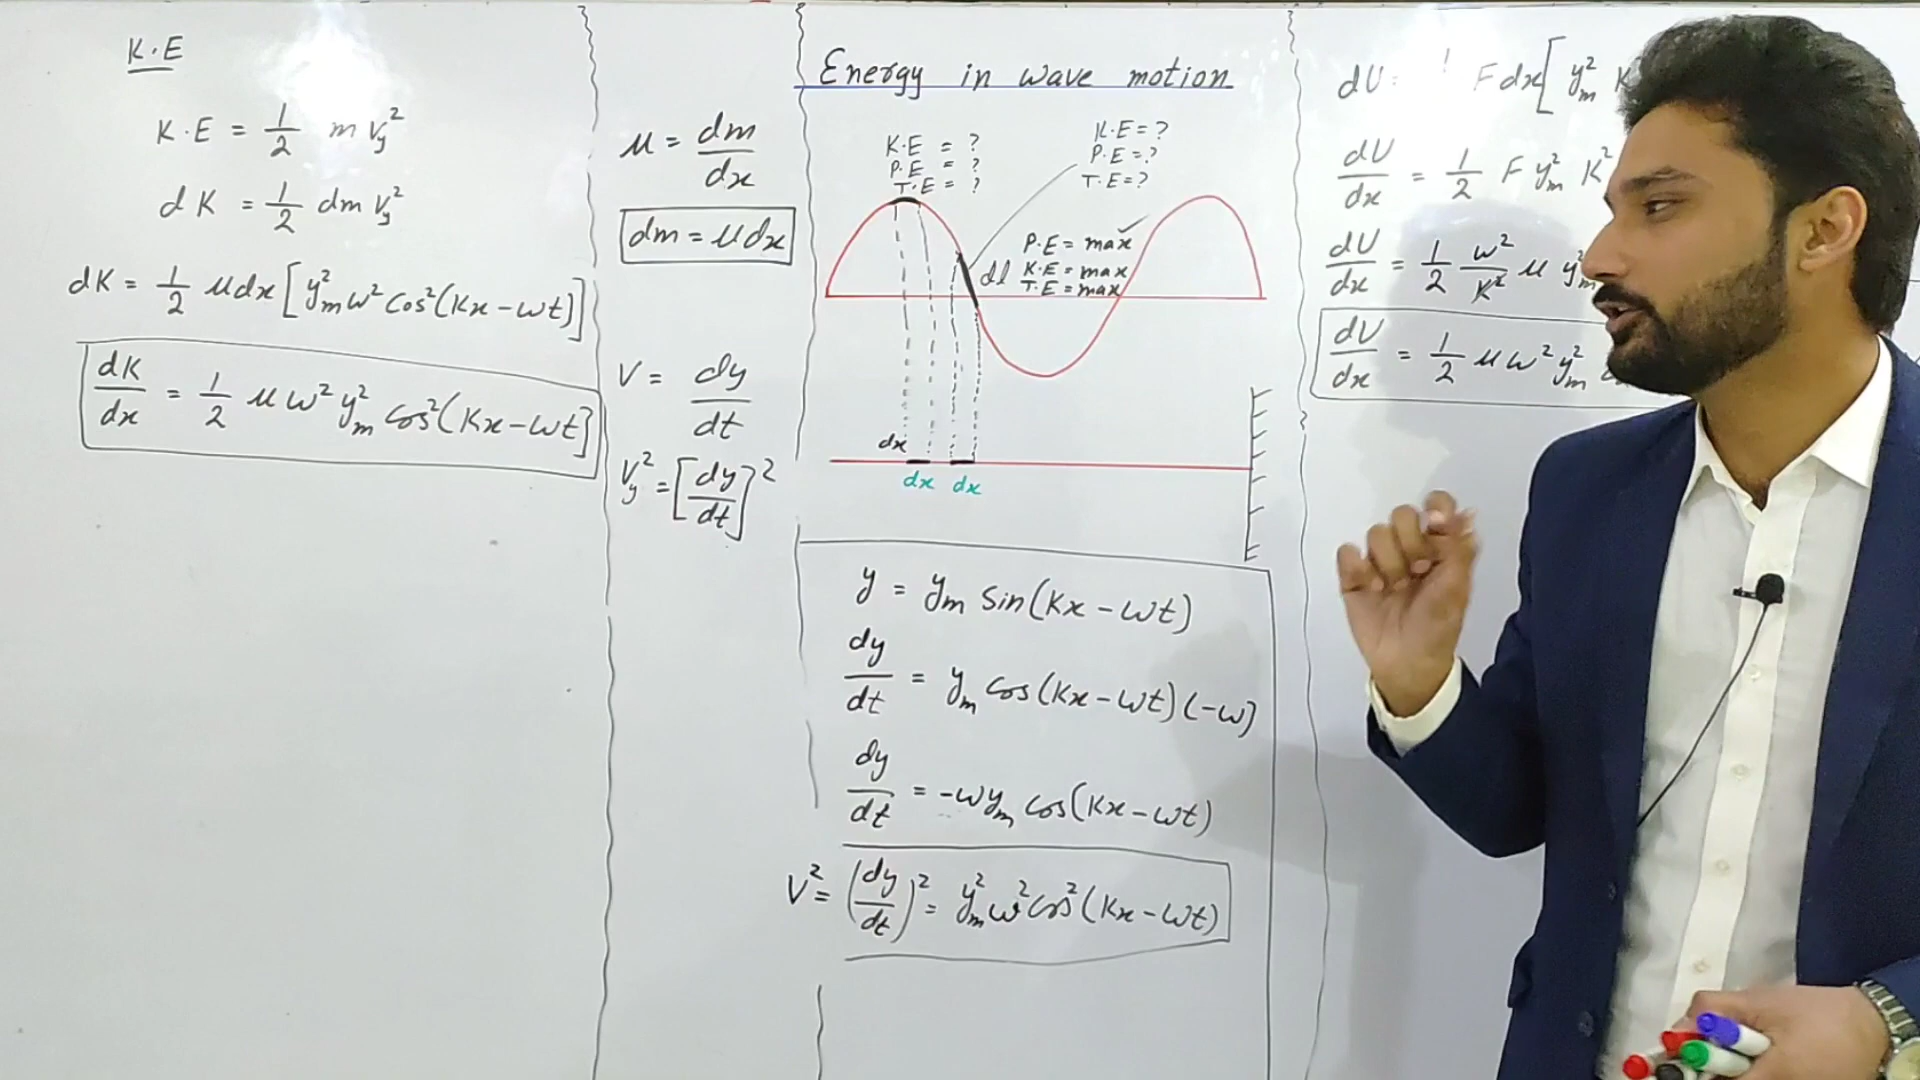 K.E
K.E = 1/2 m v_y^2
dK = 1/2 dm v_y^2
dK = 1/2 μdx [y_m^2 ω^2 cos^2(Kx-ωt)]
dK/dx = 1/2 μ ω^2 y_m^2 cos^2(Kx-ωt]
μ = dm/dx
dm = μdx
V = dy/dt
V_y^2 = [dy/dt]^2
Energy in wave motion
K.E = ?
P.E = ?
T.E = ?
K.E = ?
P.E = ?
T.E = ?
P.E = max ✓
dl K.E = max
T.E = max
dx
dx dx
y = y_m Sin(Kx-ωt)
dy/dt = y_m Cos(Kx-ωt)(-ω)
dy/dt = -ωy_m Cos(Kx-ωt)
V^2 = (dy/dt)^2 = y_m^2 ω^2 cos^2(Kx-ωt)
dU = F dx[y_m^2 K
dU/dx = 1/2 F y_m^2 K^2
dU/dx = 1/2 ω^2/K^2 μ y_m^2
dU/dx = 1/2 μ ω^2 y_m^2